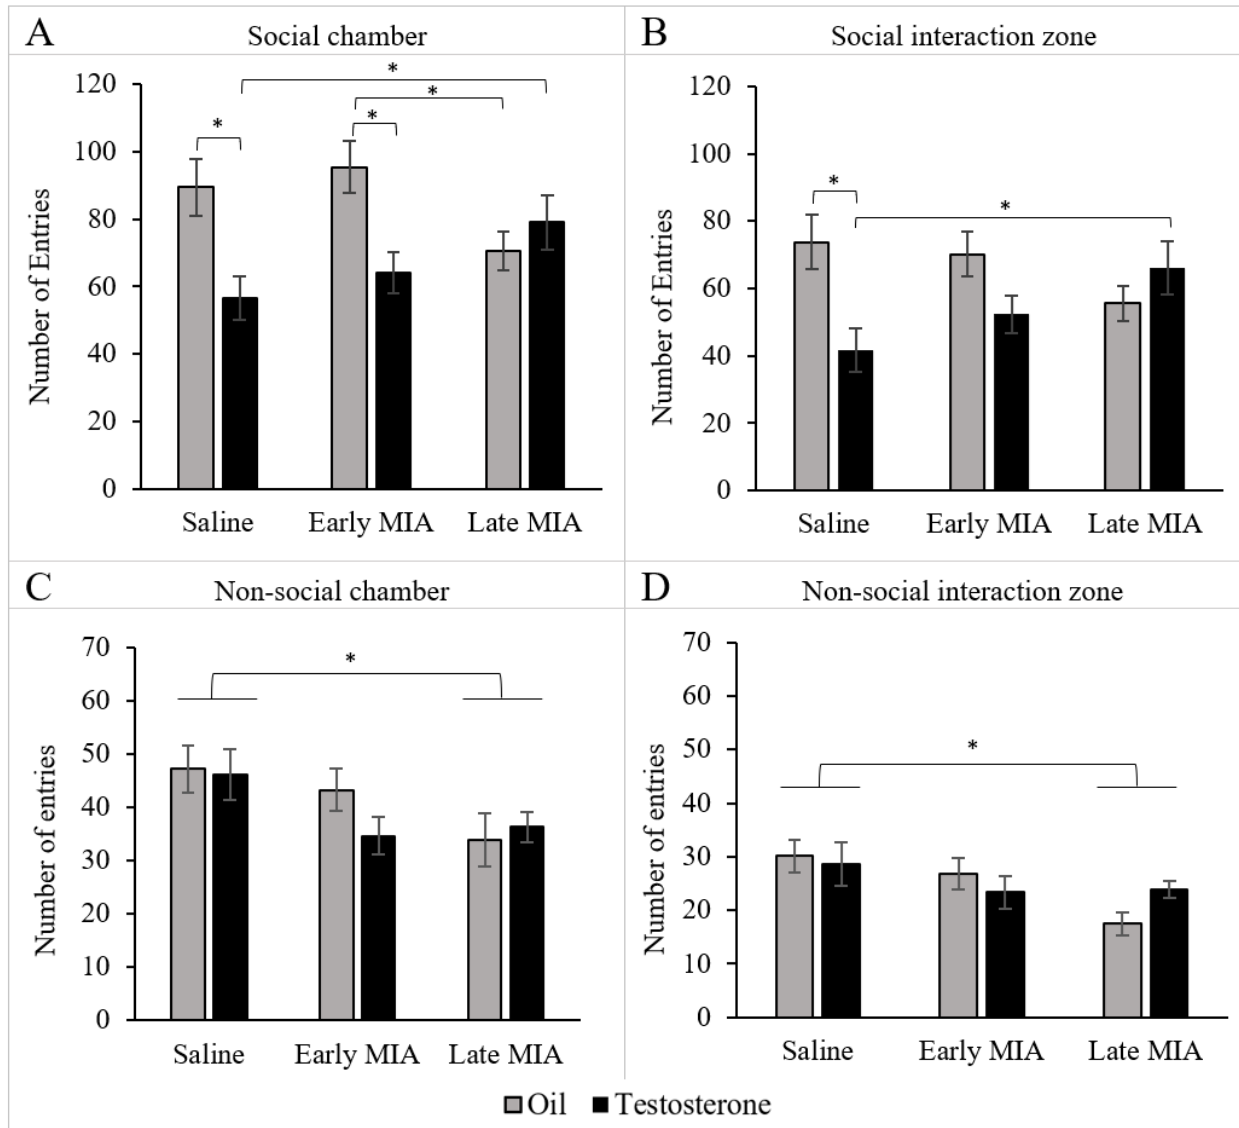 A Social chamber
Number of Entries
120
100
80
60
40
20
0
*
*
*
*
Saline Early MIA Late MIA
B Social interaction zone
Number of Entries
120
100
80
60
40
20
0
*
*
Saline Early MIA Late MIA
C Non-social chamber
Number of entries
70
60
50
40
30
20
10
0
*
Saline Early MIA Late MIA
D Non-social interaction zone
Number of entries
70
60
50
40
30
20
10
0
*
Saline Early MIA Late MIA
Oil Testosterone